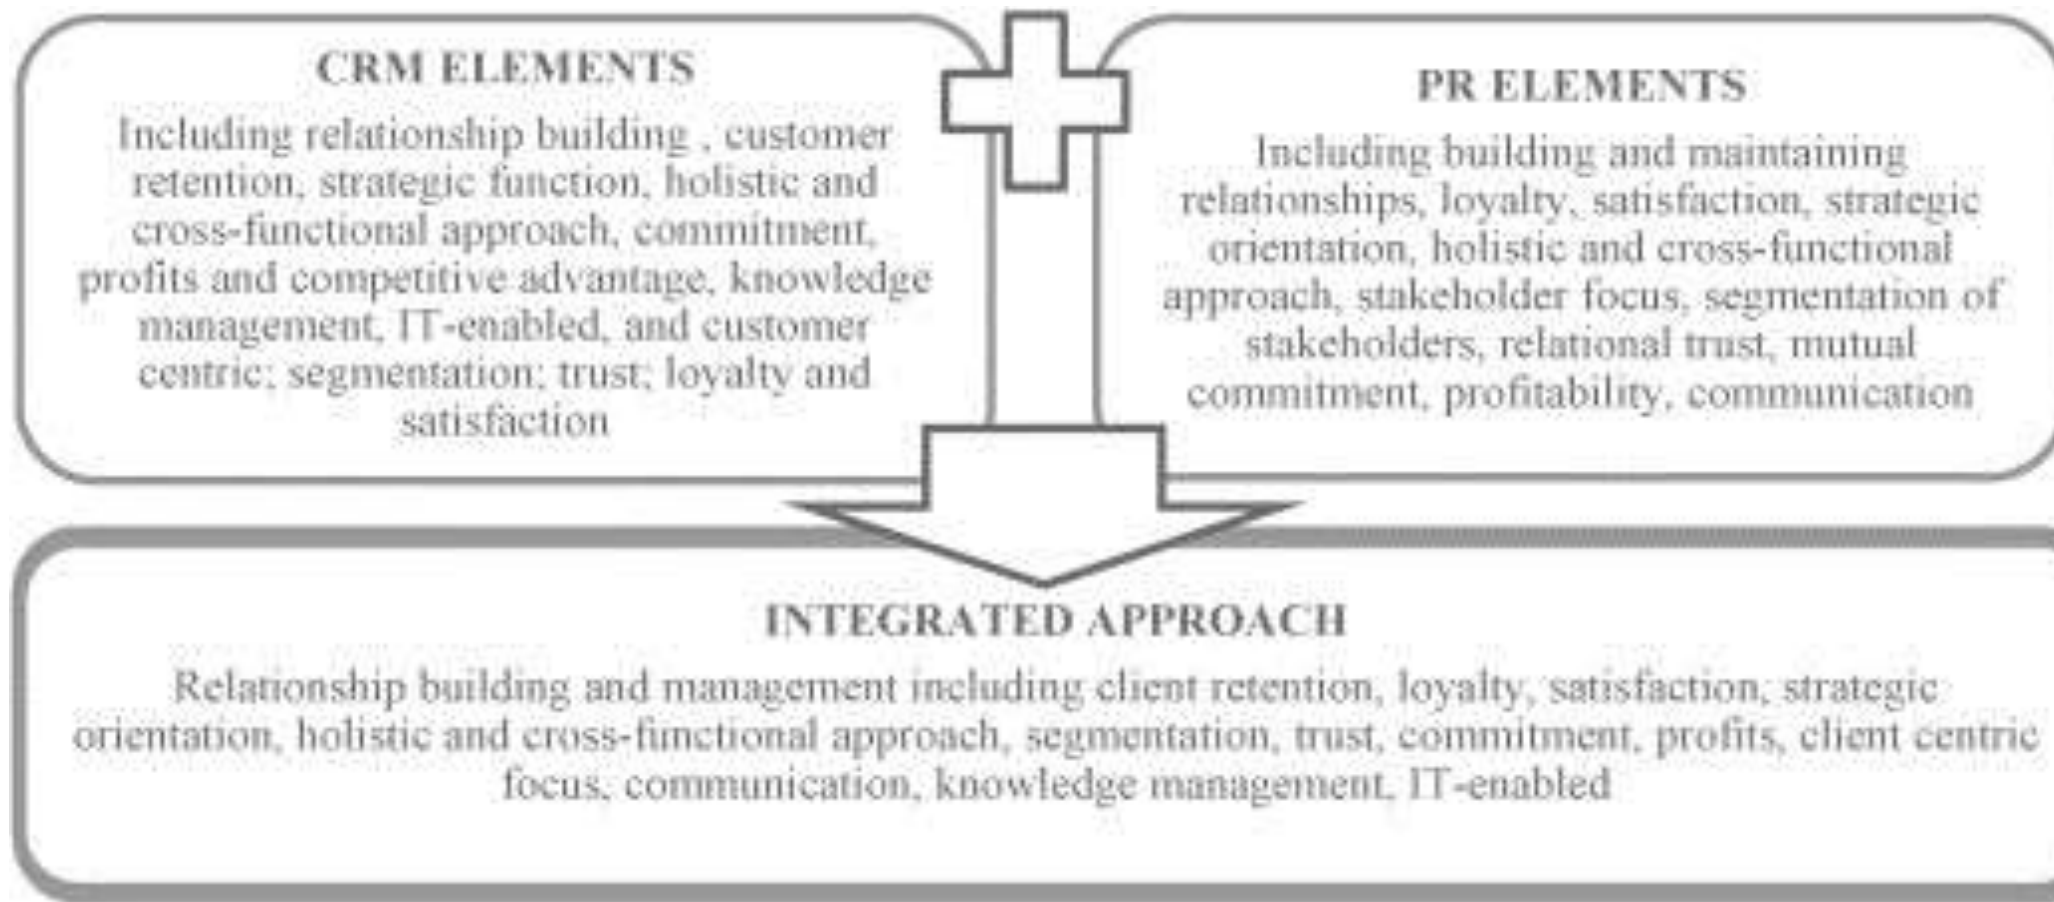 CRM ELEMENTS
Including relationship building , customer
retention, strategic function, holistic and
cross-functional approach, commitment,
profits and competitive advantage, knowledge
management, IT-enabled, and customer
centric; segmentation; trust; loyalty and
satisfaction
PR ELEMENTS
Including building and maintaining
relationships, loyalty, satisfaction, strategic
orientation, holistic and cross-functional
approach, stakeholder focus, segmentation of
stakeholders, relational trust, mutual
commitment, profitability, communication
INTEGRATED APPROACH
Relationship building and management including client retention, loyalty, satisfaction, strategic
orientation, holistic and cross-functional approach, segmentation, trust, commitment, profits, client centric
focus, communication, knowledge management, IT-enabled